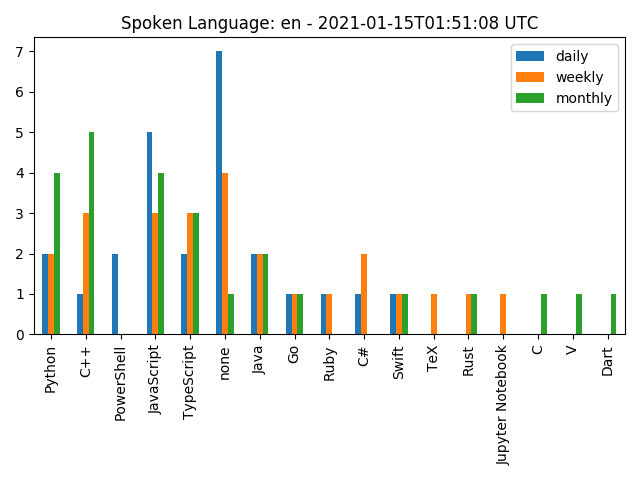 Spoken Language: en - 2021-01-15T01:51:08 UTC
daily
weekly
monthly
7
6
5
4
3
2
1
0
Python
C++
PowerShell
JavaScript
TypeScript
none
Java
Go
Ruby
C#
Swift
TeX
Rust
Jupyter Notebook
C
V
Dart